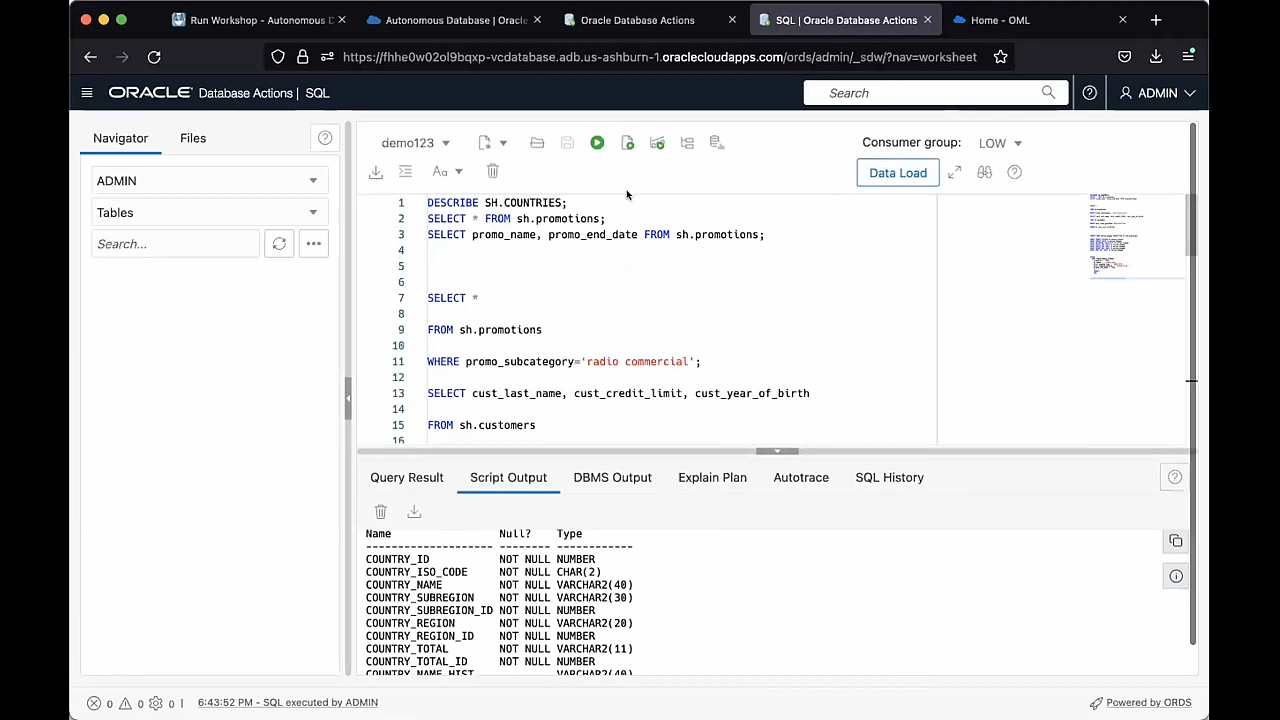 Run Workshop - Autonomous D
Autonomous Database | Oracle
Oracle Database Actions
SQL | Oracle Database Actions
Home - OML
https://fhhe0w02ol9bqxp-vcdatabase.adb.us-ashburn-1.oraclecloudapps.com/ords/admin/_sdw/?nav=worksheet
ORACLE Database Actions | SQL
Search
ADMIN
Navigator
Files
ADMIN
Tables
Search...
demo123
Consumer group:
LOW
Aa
Data Load
1 DESCRIBE SH.COUNTRIES;
2 SELECT * FROM sh.promotions;
3 SELECT promo_name, promo_end_date FROM sh.promotions;
4
5
6
7 SELECT *
8
9 FROM sh.promotions
10
11 WHERE promo_subcategory='radio commercial';
12
13 SELECT cust_last_name, cust_credit_limit, cust_year_of_birth
14
15 FROM sh.customers
16
Query Result
Script Output
DBMS Output
Explain Plan
Autotrace
SQL History
Name Null? Type
-------------------- -------- ------------
COUNTRY_ID NOT NULL NUMBER
COUNTRY_ISO_CODE NOT NULL CHAR(2)
COUNTRY_NAME NOT NULL VARCHAR2(40)
COUNTRY_SUBREGION NOT NULL VARCHAR2(30)
COUNTRY_SUBREGION_ID NOT NULL NUMBER
COUNTRY_REGION NOT NULL VARCHAR2(20)
COUNTRY_REGION_ID NOT NULL NUMBER
COUNTRY_TOTAL NOT NULL VARCHAR2(11)
COUNTRY_TOTAL_ID NOT NULL NUMBER
COUNTRY_NAME_HIST VARCHAR2(40)
0 0 0
6:43:52 PM - SQL executed by ADMIN
Powered by ORDS